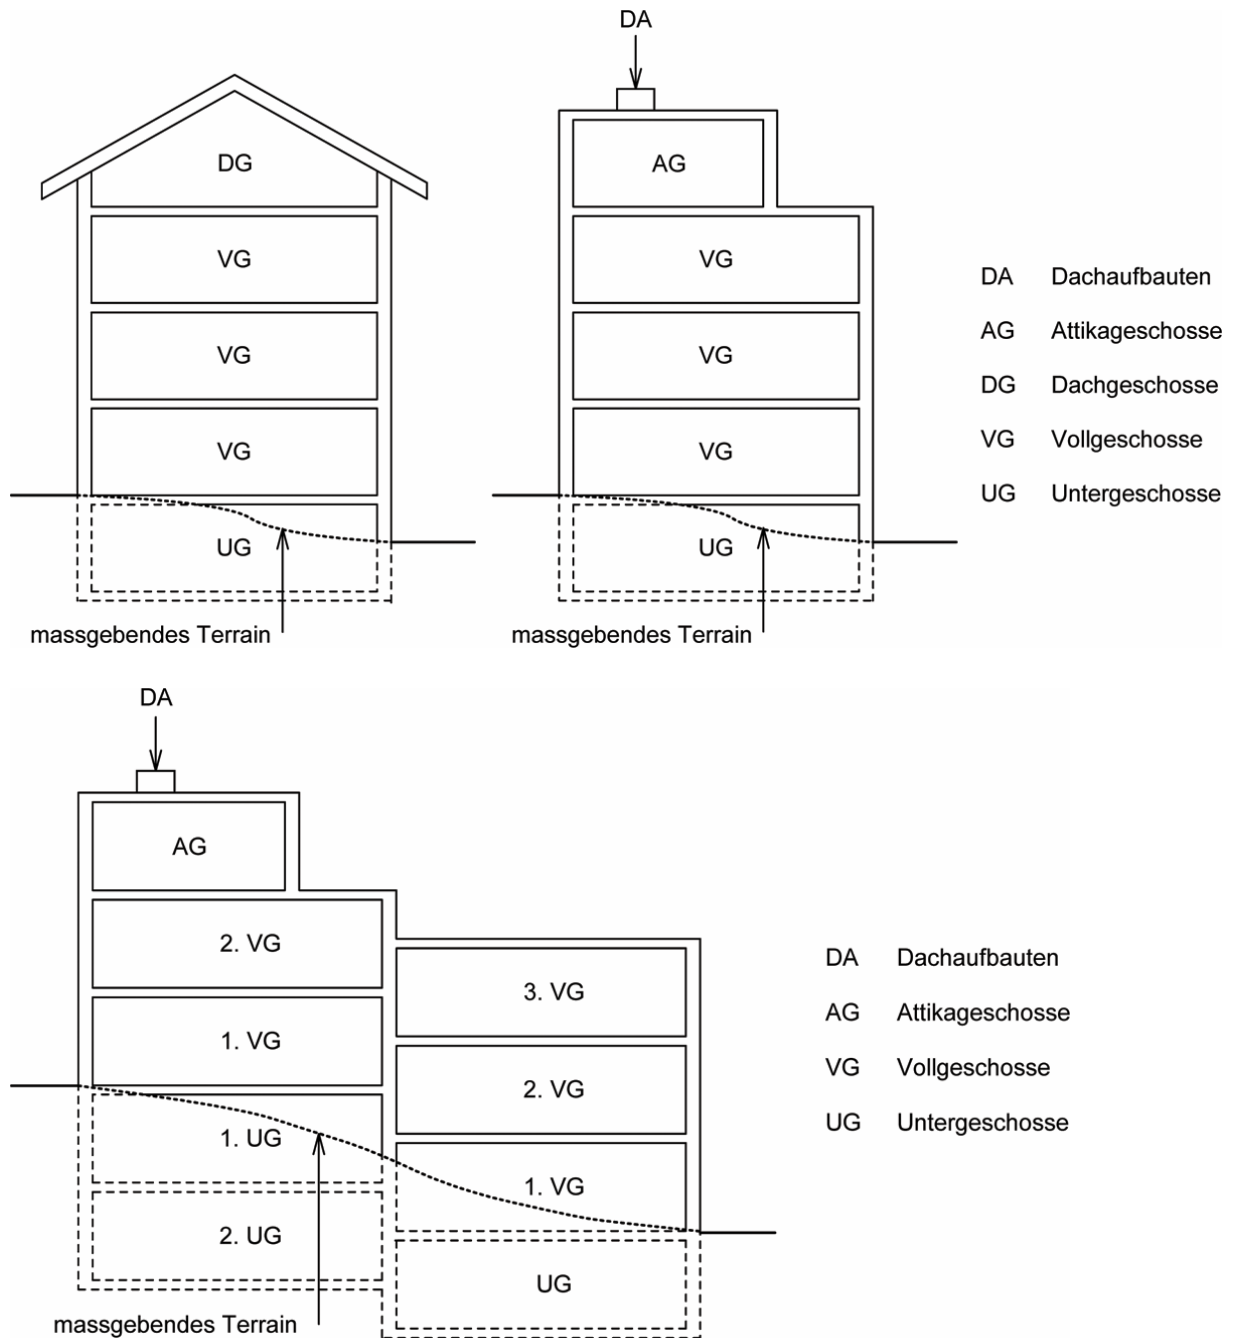 DA
DG
VG
VG
VG
UG
massgebendes Terrain
AG
VG
VG
VG
UG
massgebendes Terrain
DA Dachaufbauten
AG Attikageschosse
DG Dachgeschosse
VG Vollgeschosse
UG Untergeschosse
DA
AG
2. VG
1. VG
1. UG
2. UG
massgebendes Terrain
3. VG
2. VG
1. VG
UG
DA Dachaufbauten
AG Attikageschosse
VG Vollgeschosse
UG Untergeschosse